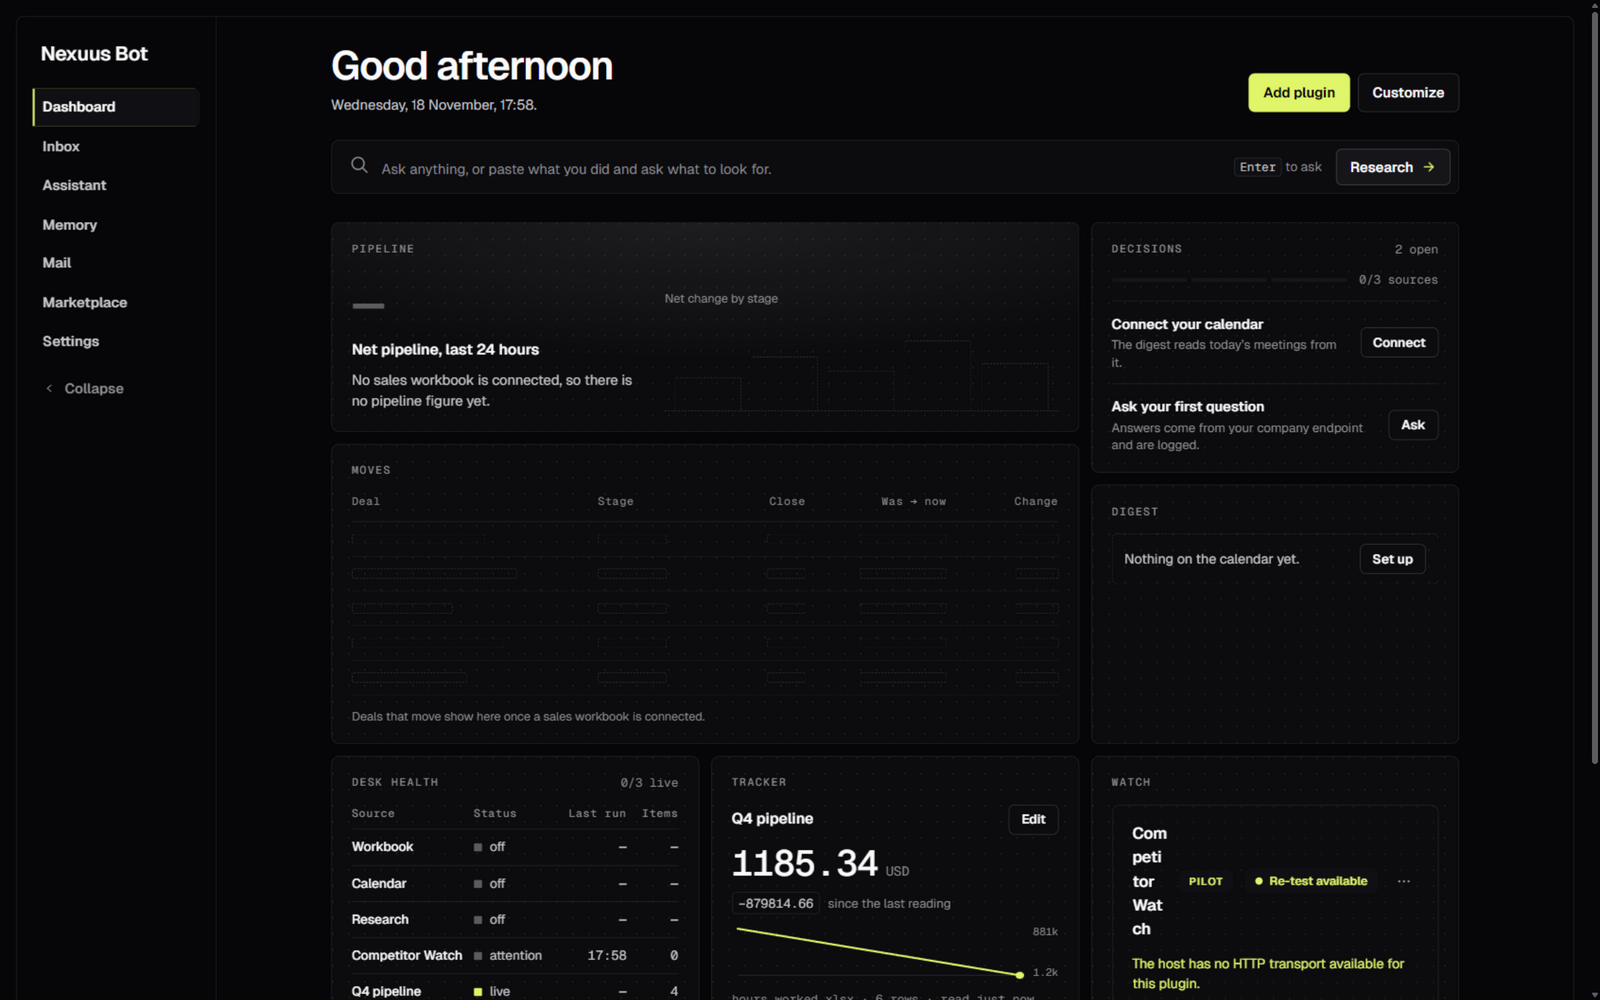 Nexuus Bot
Dashboard
Inbox
Assistant
Memory
Mail
Marketplace
Settings
Collapse
Good afternoon
Wednesday, 18 November, 17:58.
Add plugin
Customize
Ask anything, or paste what you did and ask what to look for.
Enter to ask
Research →
PIPELINE
Net change by stage
Net pipeline, last 24 hours
No sales workbook is connected, so there is
no pipeline figure yet.
DECISIONS
2 open
0/3 sources
Connect your calendar
The digest reads today's meetings from
it.
Connect
Ask your first question
Answers come from your company endpoint
and are logged.
Ask
MOVES
Deal Stage Close Was → now Change
Deals that move show here once a sales workbook is connected.
DIGEST
Nothing on the calendar yet.
Set up
DESK HEALTH
0/3 live
Source Status Last run Items
Workbook off – –
Calendar off – –
Research off – –
Competitor Watch attention 17:58 0
Q4 pipeline live – 4
TRACKER
Q4 pipeline
Edit
1185.34 USD
-879814.66 since the last reading
881k
1.2k
hours worked.xlsx · 6 rows · read just now
WATCH
Com
peti
tor
Wat
ch
PILOT
Re-test available
···
The host has no HTTP transport available for
this plugin.